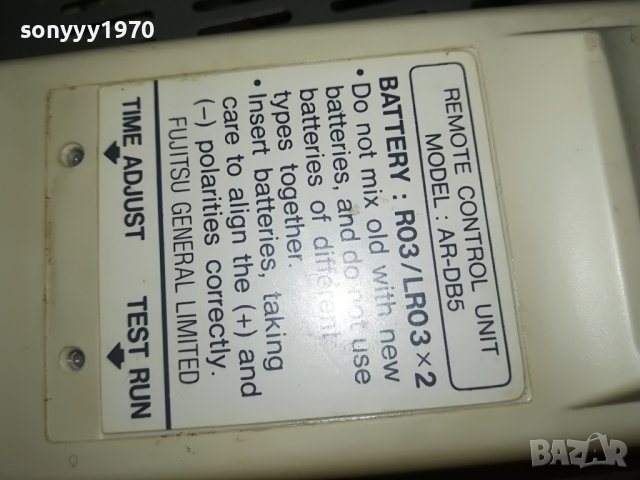 sonyyy1970
REMOTE CONTROL UNIT
MODEL : AR-DB5
BATTERY : R03/LR03×2
• Do not mix old with new
batteries, and do not use
batteries of different
types together.
• Insert batteries, taking
care to align the (+) and
(−) polarities correctly.
FUJITSU GENERAL LIMITED
TIME ADJUST TEST RUN
BAZAR